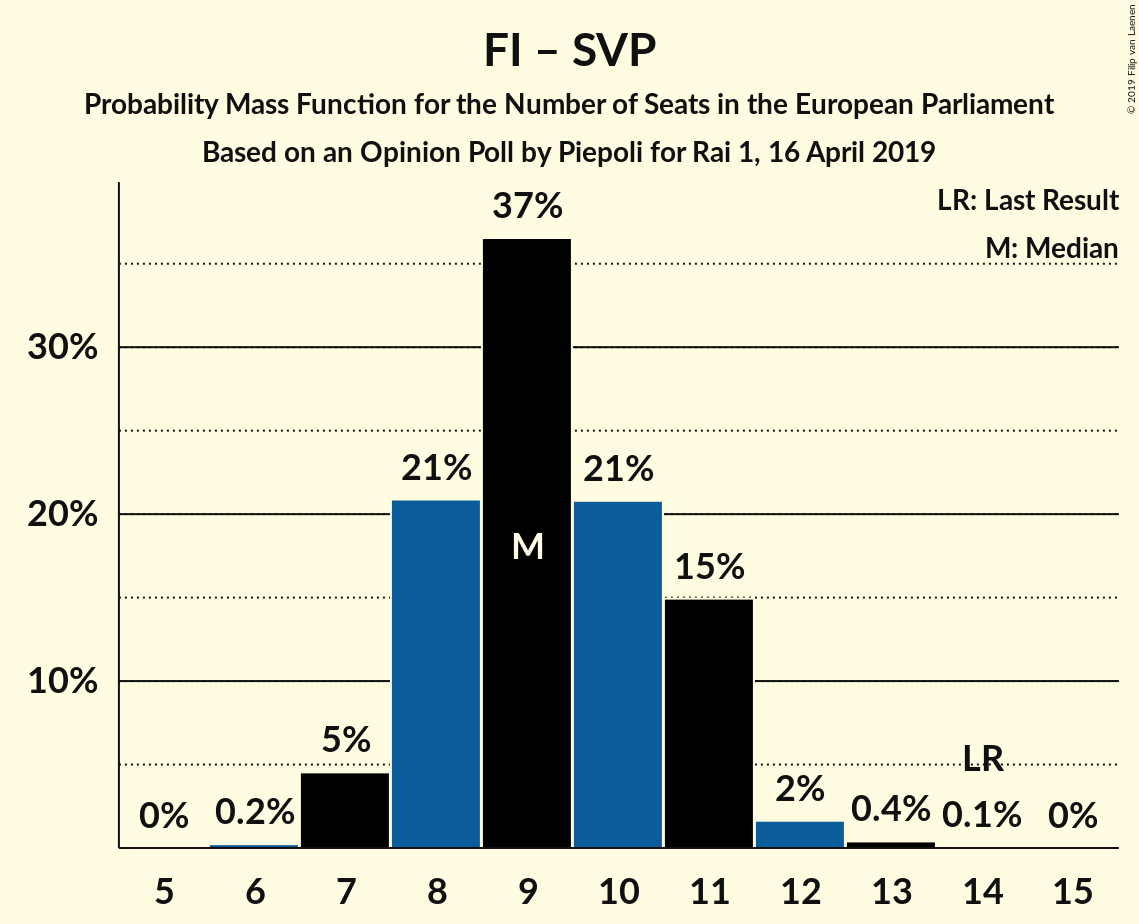 FI – SVP
Probability Mass Function for the Number of Seats in the European Parliament
Based on an Opinion Poll by Piepoli for Rai 1, 16 April 2019
© 2019 Filip van Laenen
LR: Last Result
M: Median
37%
30%
21%
21%
20%
M
15%
10%
5%
LR
2%
0%
0.2%
0.4%
0.1%
0%
5 6 7 8 9 10 11 12 13 14 15